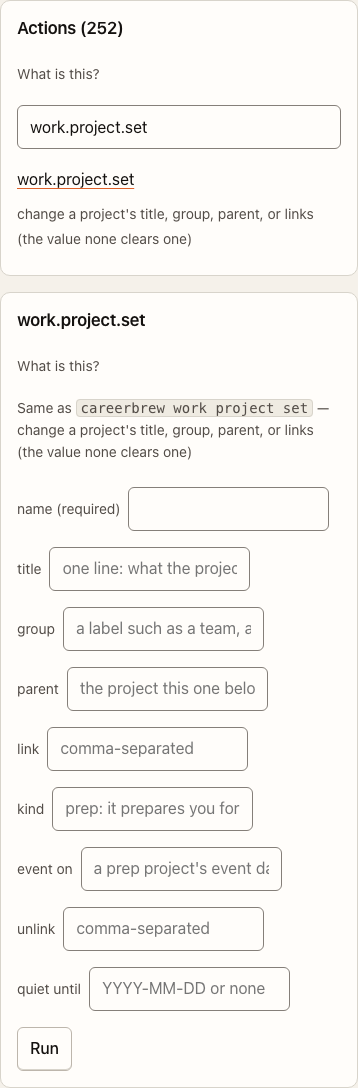 Actions (252)
What is this?
work.project.set
work.project.set
change a project's title, group, parent, or links
(the value none clears one)
work.project.set
What is this?
Same as careerbrew work project set —
change a project's title, group, parent, or links
(the value none clears one)
name (required)
title one line: what the projec
group a label such as a team, a
parent the project this one belo
link comma-separated
kind prep: it prepares you for
event on a prep project's event da
unlink comma-separated
quiet until YYYY-MM-DD or none
Run